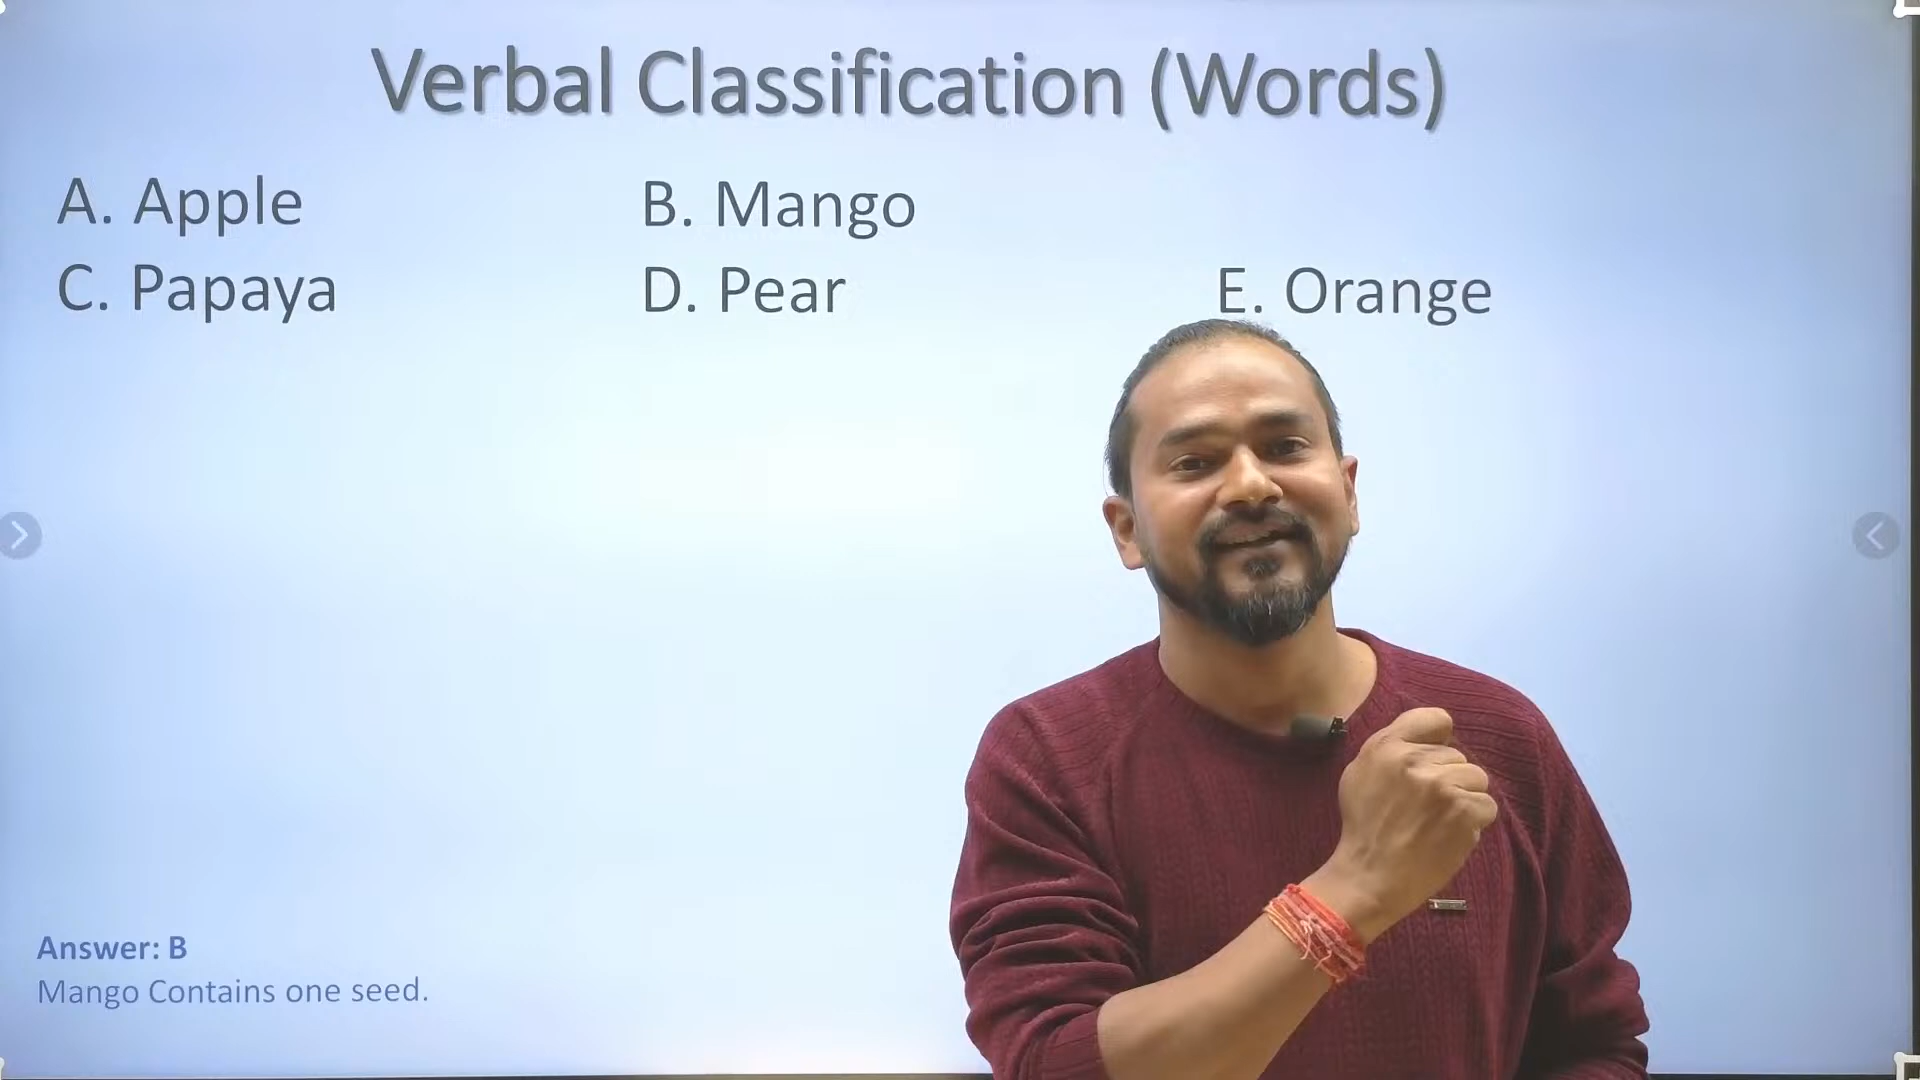 Verbal Classification (Words)
A. Apple B. Mango
C. Papaya D. Pear E. Orange
Answer: B
Mango Contains one seed.